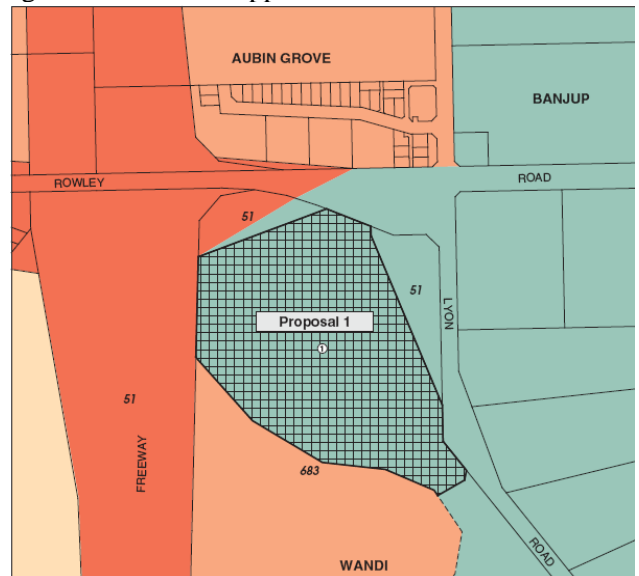 AUBIN GROVE
BANJUP
ROWLEY
ROAD
51
51
Proposal 1
1
LYON
51
FREEWAY
683
WANDI
ROAD